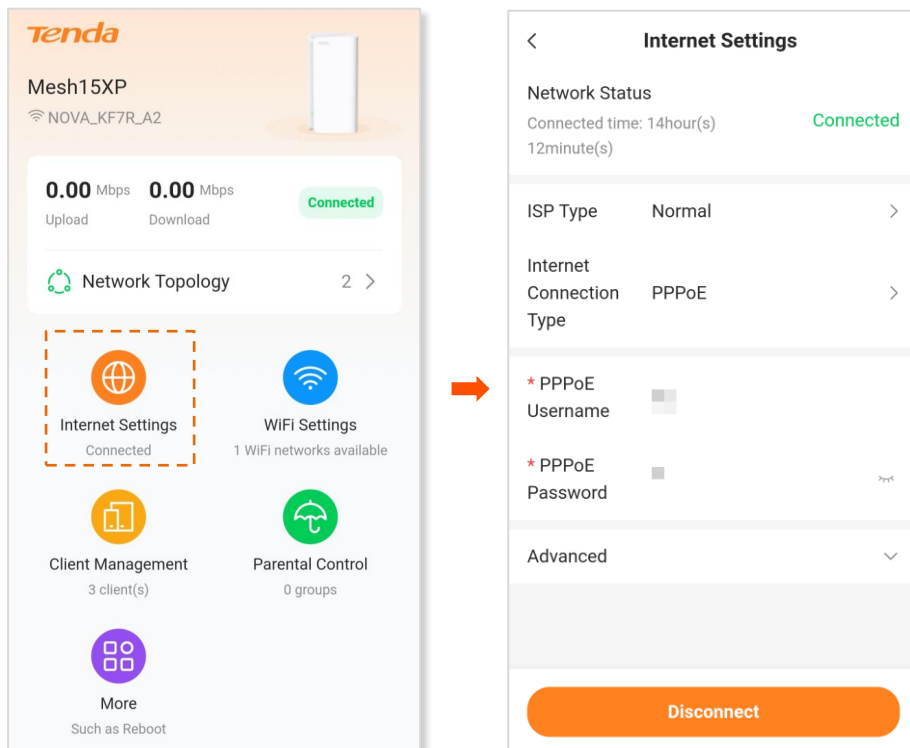 Tenda
Mesh15XP
NOVA_KF7R_A2
0.00 Mbps 0.00 Mbps
Upload Download
Connected
Network Topology 2
Internet Settings
Connected
WiFi Settings
1 WiFi networks available
Client Management
3 client(s)
Parental Control
0 groups
More
Such as Reboot
Internet Settings
Network Status
Connected time: 14hour(s)
12minute(s)
Connected
ISP Type Normal
Internet
Connection
Type
PPPoE
* PPPoE
Username
* PPPoE
Password
Advanced
Disconnect